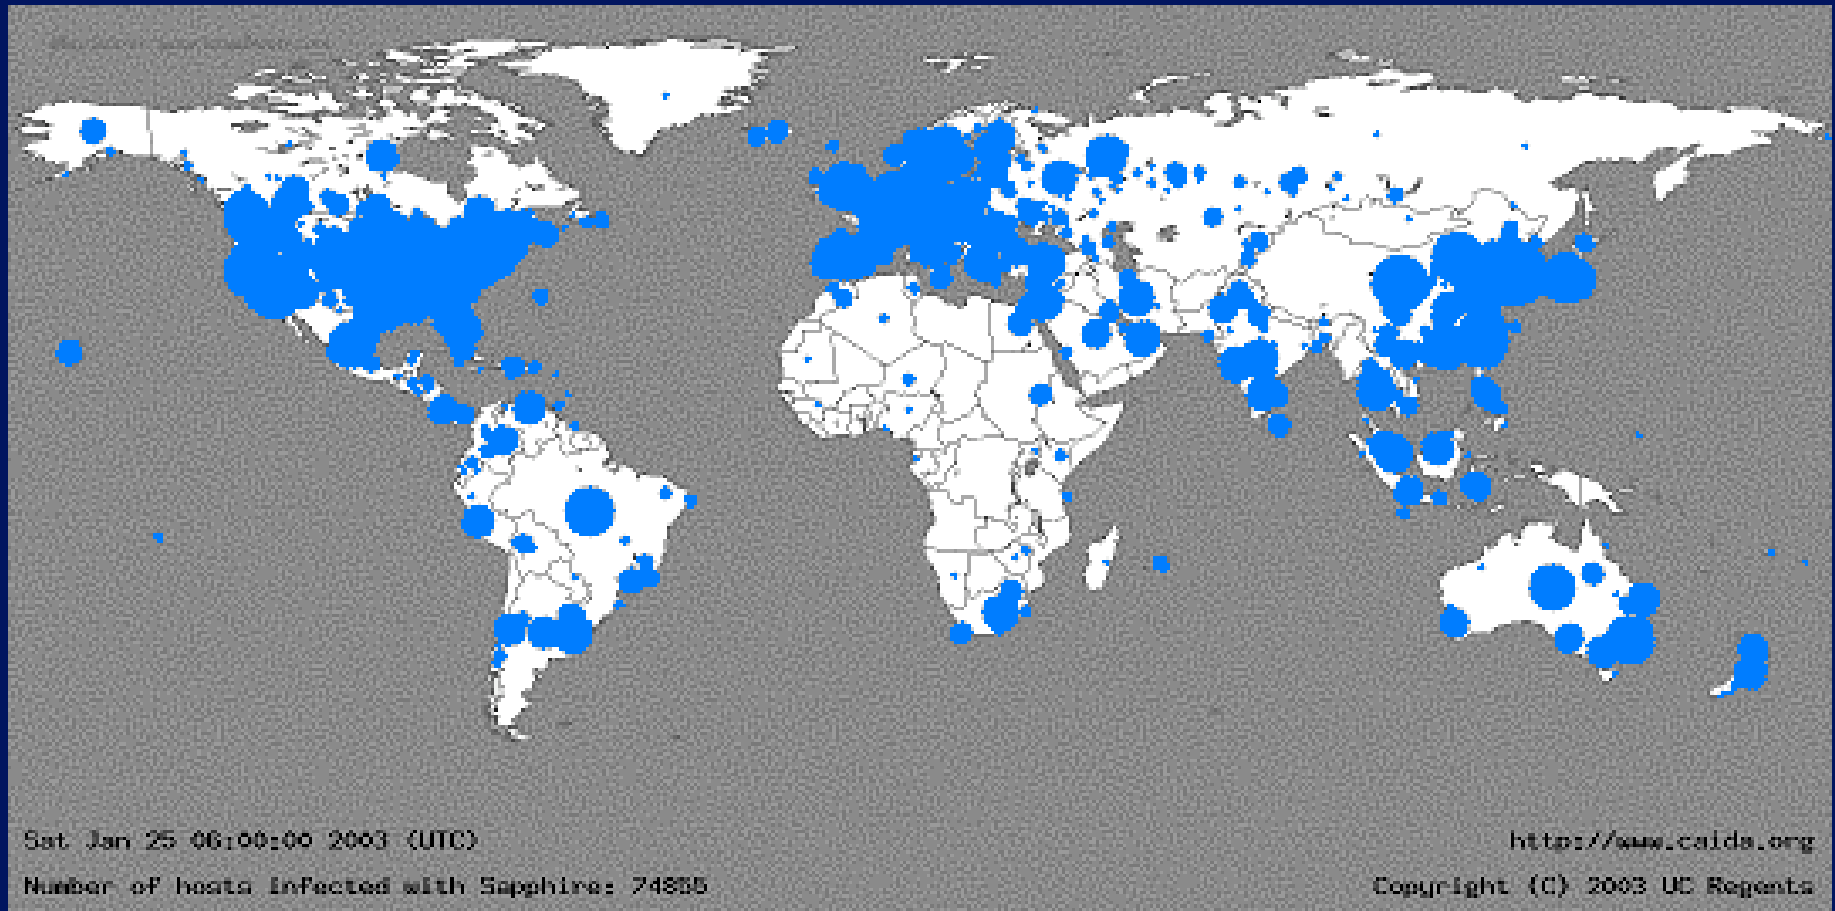 Sat Jan 25 06:00:00 2003 (UTC)
http://www.caida.org
Number of hosts infected with Sapphire: 74855
Copyright (C) 2003 UC Regents